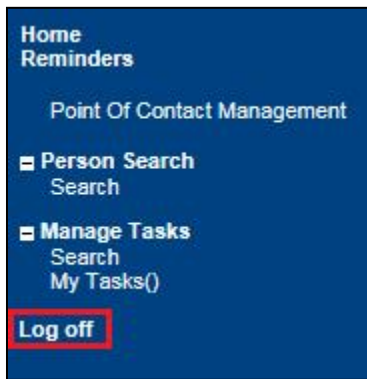 Home
Reminders
Point Of Contact Management
Person Search
Search
Manage Tasks
Search
My Tasks()
Log off